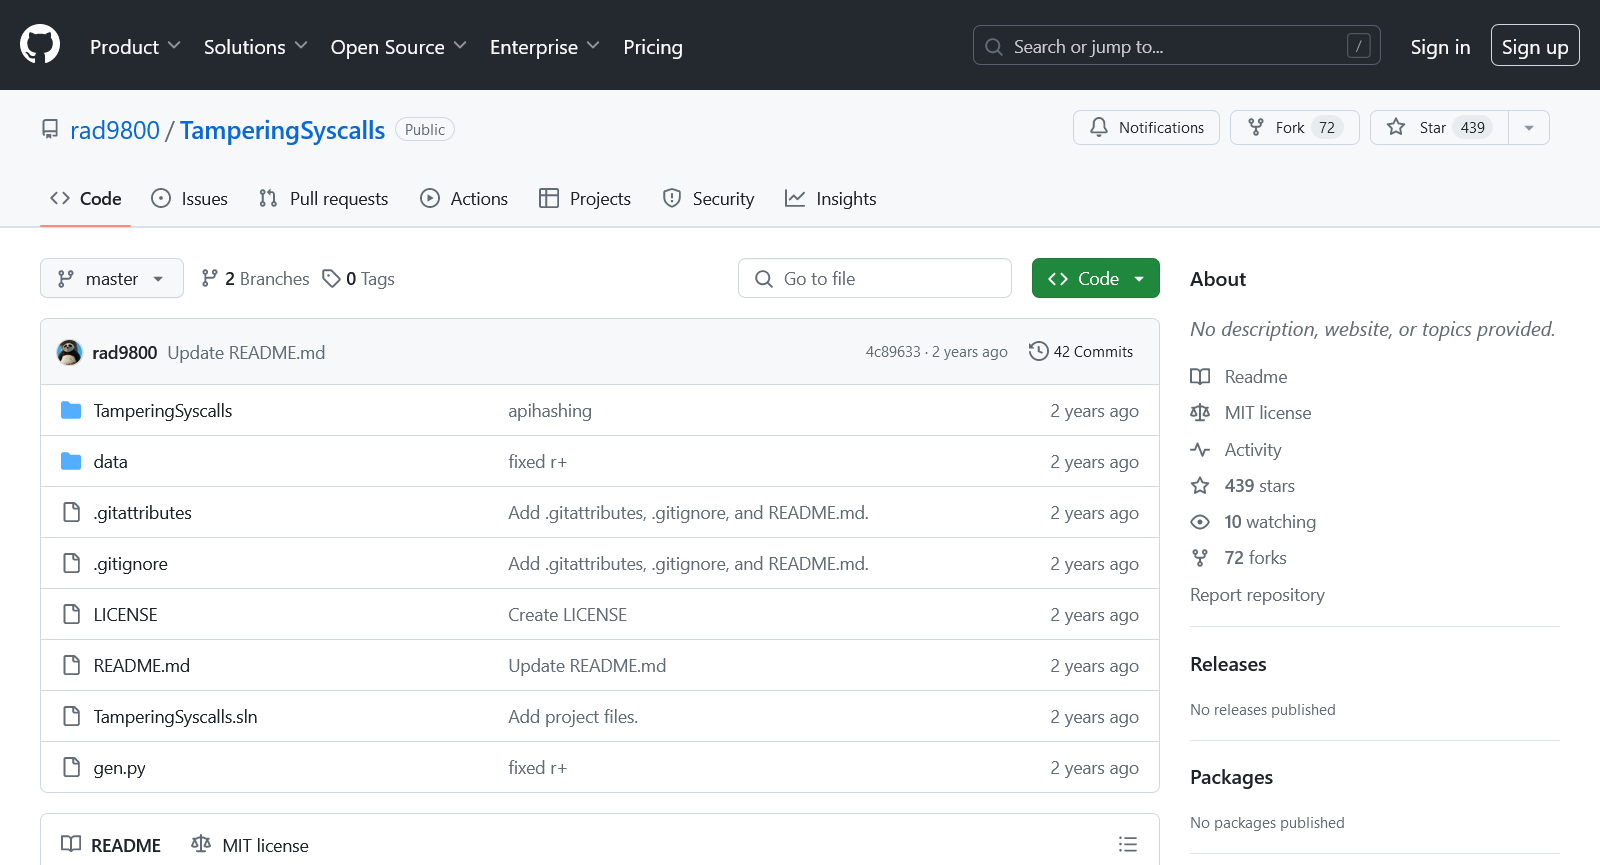 Product Solutions Open Source Enterprise Pricing Search or jump to... / Sign in Sign up
rad9800 / TamperingSyscalls Public Notifications Fork 72 Star 439
Code Issues Pull requests Actions Projects Security Insights
master 2 Branches 0 Tags Go to file Code
rad9800 Update README.md 4c89633 · 2 years ago 42 Commits
TamperingSyscalls apihashing 2 years ago
data fixed r+ 2 years ago
.gitattributes Add .gitattributes, .gitignore, and README.md. 2 years ago
.gitignore Add .gitattributes, .gitignore, and README.md. 2 years ago
LICENSE Create LICENSE 2 years ago
README.md Update README.md 2 years ago
TamperingSyscalls.sln Add project files. 2 years ago
gen.py fixed r+ 2 years ago
README MIT license
About
No description, website, or topics provided.
Readme
MIT license
Activity
439 stars
10 watching
72 forks
Report repository
Releases
No releases published
Packages
No packages published